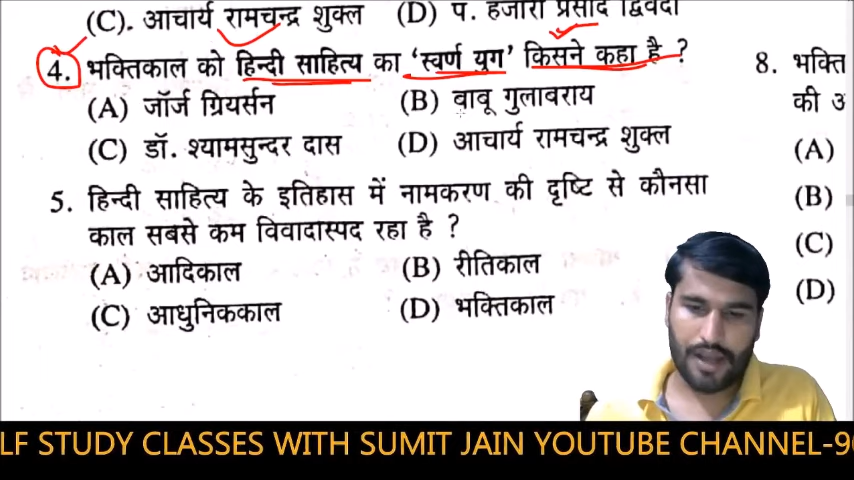 (C). आचार्य रामचन्द्र शुक्ल (D) प. हजारी प्रसाद द्विवेदी
4. भक्तिकाल को हिन्दी साहित्य का 'स्वर्ण युग' किसने कहा है ?
(A) जॉर्ज ग्रियर्सन (B) बाबू गुलाबराय
(C) डॉ. श्यामसुन्दर दास (D) आचार्य रामचन्द्र शुक्ल
5. हिन्दी साहित्य के इतिहास में नामकरण की दृष्टि से कौनसा
काल सबसे कम विवादास्पद रहा है ?
(A) आदिकाल (B) रीतिकाल
(C) आधुनिककाल (D) भक्तिकाल
8. भक्ति
की
(A)
(B)
(C)
(D)
LF STUDY CLASSES WITH SUMIT JAIN YOUTUBE CHANNEL-9